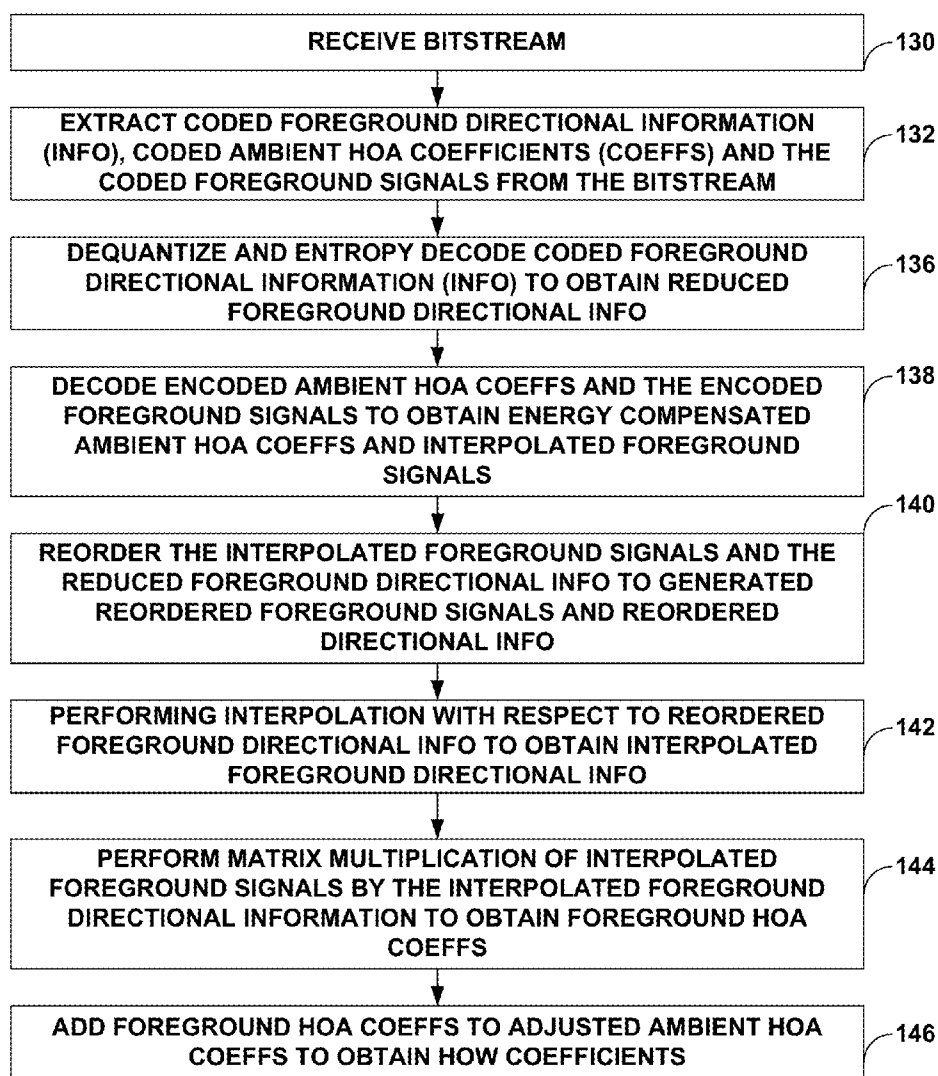 RECEIVE BITSTREAM
130
EXTRACT CODED FOREGROUND DIRECTIONAL INFORMATION
(INFO), CODED AMBIENT HOA COEFFICIENTS (COEFFS) AND THE
CODED FOREGROUND SIGNALS FROM THE BITSTREAM
132
DEQUANTIZE AND ENTROPY DECODE CODED FOREGROUND
DIRECTIONAL INFORMATION (INFO) TO OBTAIN REDUCED
FOREGROUND DIRECTIONAL INFO
136
DECODE ENCODED AMBIENT HOA COEFFS AND THE ENCODED
FOREGROUND SIGNALS TO OBTAIN ENERGY COMPENSATED
AMBIENT HOA COEFFS AND INTERPOLATED FOREGROUND
SIGNALS
138
REORDER THE INTERPOLATED FOREGROUND SIGNALS AND THE
REDUCED FOREGROUND DIRECTIONAL INFO TO GENERATED
REORDERED FOREGROUND SIGNALS AND REORDERED
DIRECTIONAL INFO
140
PERFORMING INTERPOLATION WITH RESPECT TO REORDERED
FOREGROUND DIRECTIONAL INFO TO OBTAIN INTERPOLATED
FOREGROUND DIRECTIONAL INFO
142
PERFORM MATRIX MULTIPLICATION OF INTERPOLATED
FOREGROUND SIGNALS BY THE INTERPOLATED FOREGROUND
DIRECTIONAL INFORMATION TO OBTAIN FOREGROUND HOA
COEFFS
144
ADD FOREGROUND HOA COEFFS TO ADJUSTED AMBIENT HOA
COEFFS TO OBTAIN HOW COEFFICIENTS
146